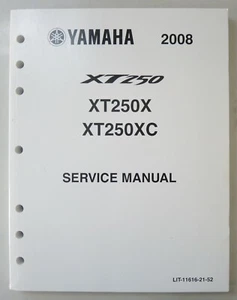 YAMAHA 2008
XT250
XT250X
XT250XC
SERVICE MANUAL
LIT-11616-21-52